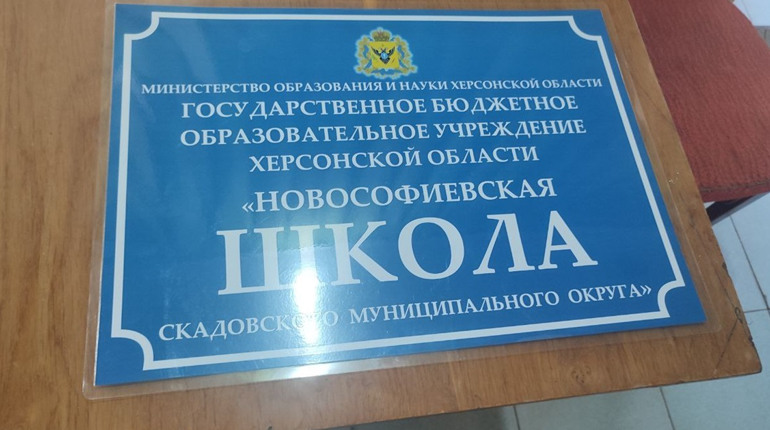 МИНИСТЕРСТВО ОБРАЗОВАНИЯ И НАУКИ ХЕРСОНСКОЙ ОБЛАСТИ
ГОСУДАРСТВЕННОЕ БЮДЖЕТНОЕ
ОБРАЗОВАТЕЛЬНОЕ УЧРЕЖДЕНИЕ
ХЕРСОНСКОЙ ОБЛАСТИ
«НОВОСОФИЕВСКАЯ
ШКОЛА
СКАДОВСКОГО МУНИЦИПАЛЬНОГО ОКРУГА»